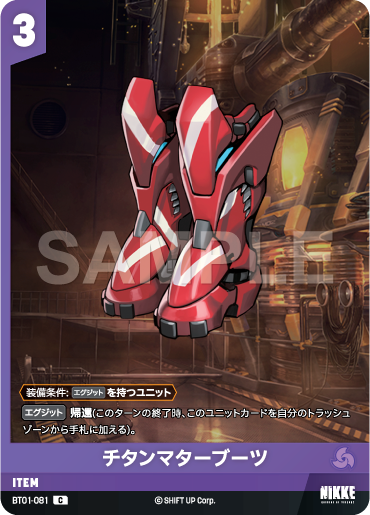 3
SAMPLE
装備条件: エグジット を持つユニット
エグジット 帰還(このターンの終了時、このユニットカードを自分のトラッシュ
ゾーンから手札に加える)。
チタンマターブーツ
ITEM
BT01-081 C
©SHIFT UP Corp.
NIKKE